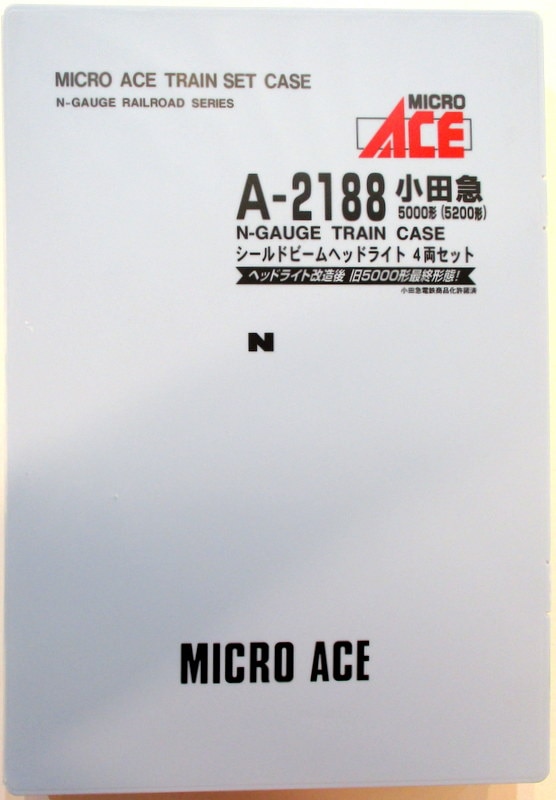 MICRO ACE TRAIN SET CASE
N-GAUGE RAILROAD SERIES
MICRO
ACE
A-2188 小田急
5000形 (5200形)
N-GAUGE TRAIN CASE
シールドビームヘッドライト 4両セット
ヘッドライト改造後 旧5000形最終形態!
小田急電鉄商品化許諾済
N
MICRO ACE